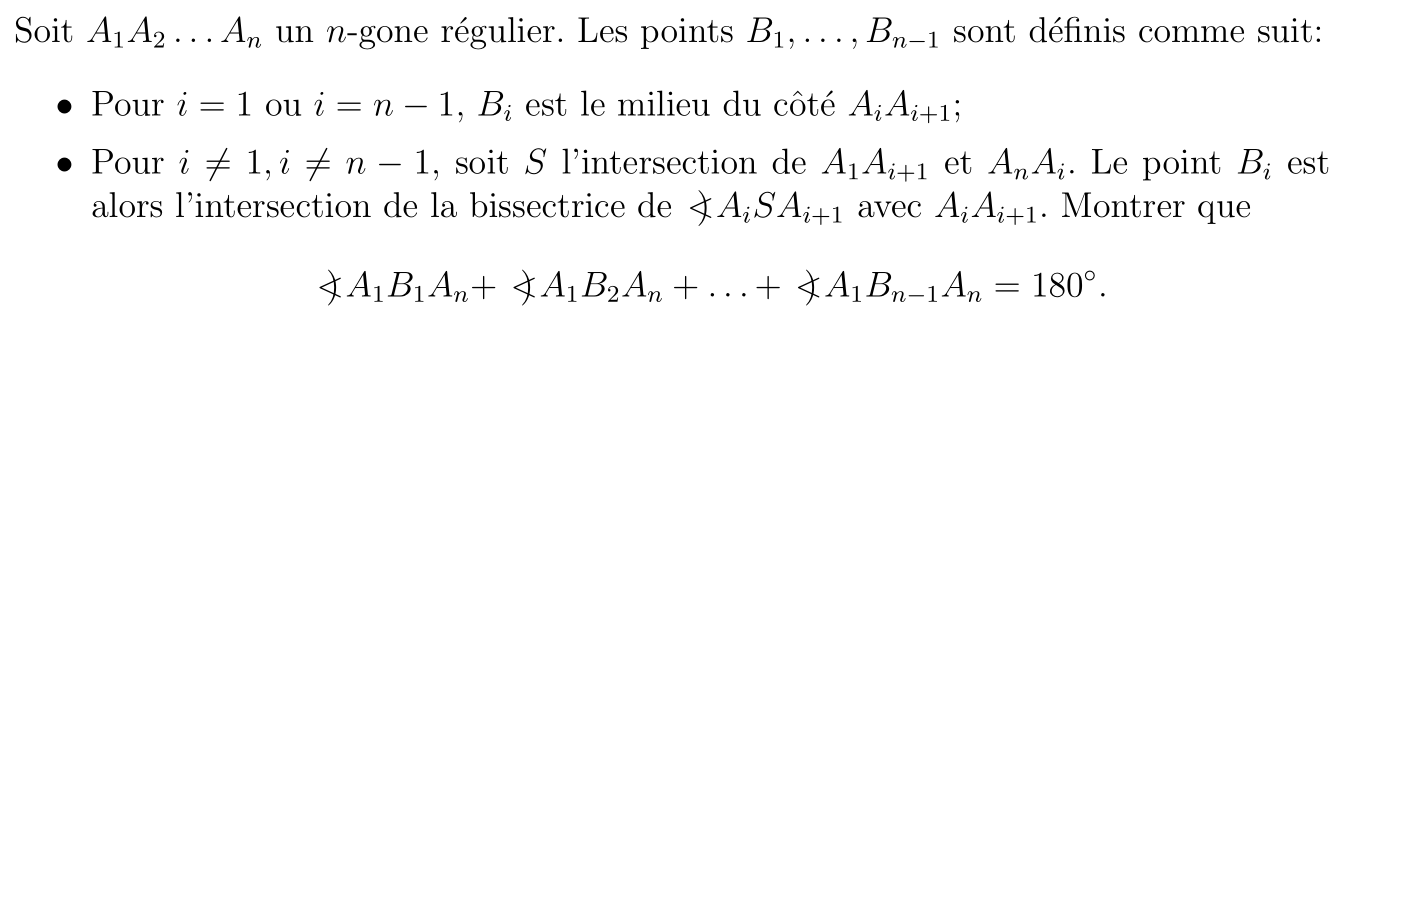 Soit $A_1A_2 \ldots A_n$ un $n$-gone régulier. Les points $B_1, \ldots, B_{n-1}$ sont définis comme suit:
• Pour $i = 1$ ou $i = n - 1$, $B_i$ est le milieu du côté $A_iA_{i+1}$;
• Pour $i \neq 1, i \neq n - 1$, soit $S$ l'intersection de $A_1A_{i+1}$ et $A_nA_i$. Le point $B_i$ est
alors l'intersection de la bissectrice de $\sphericalangle A_iSA_{i+1}$ avec $A_iA_{i+1}$. Montrer que
$\sphericalangle A_1B_1A_n + \sphericalangle A_1B_2A_n + \ldots + \sphericalangle A_1B_{n-1}A_n = 180^\circ.$